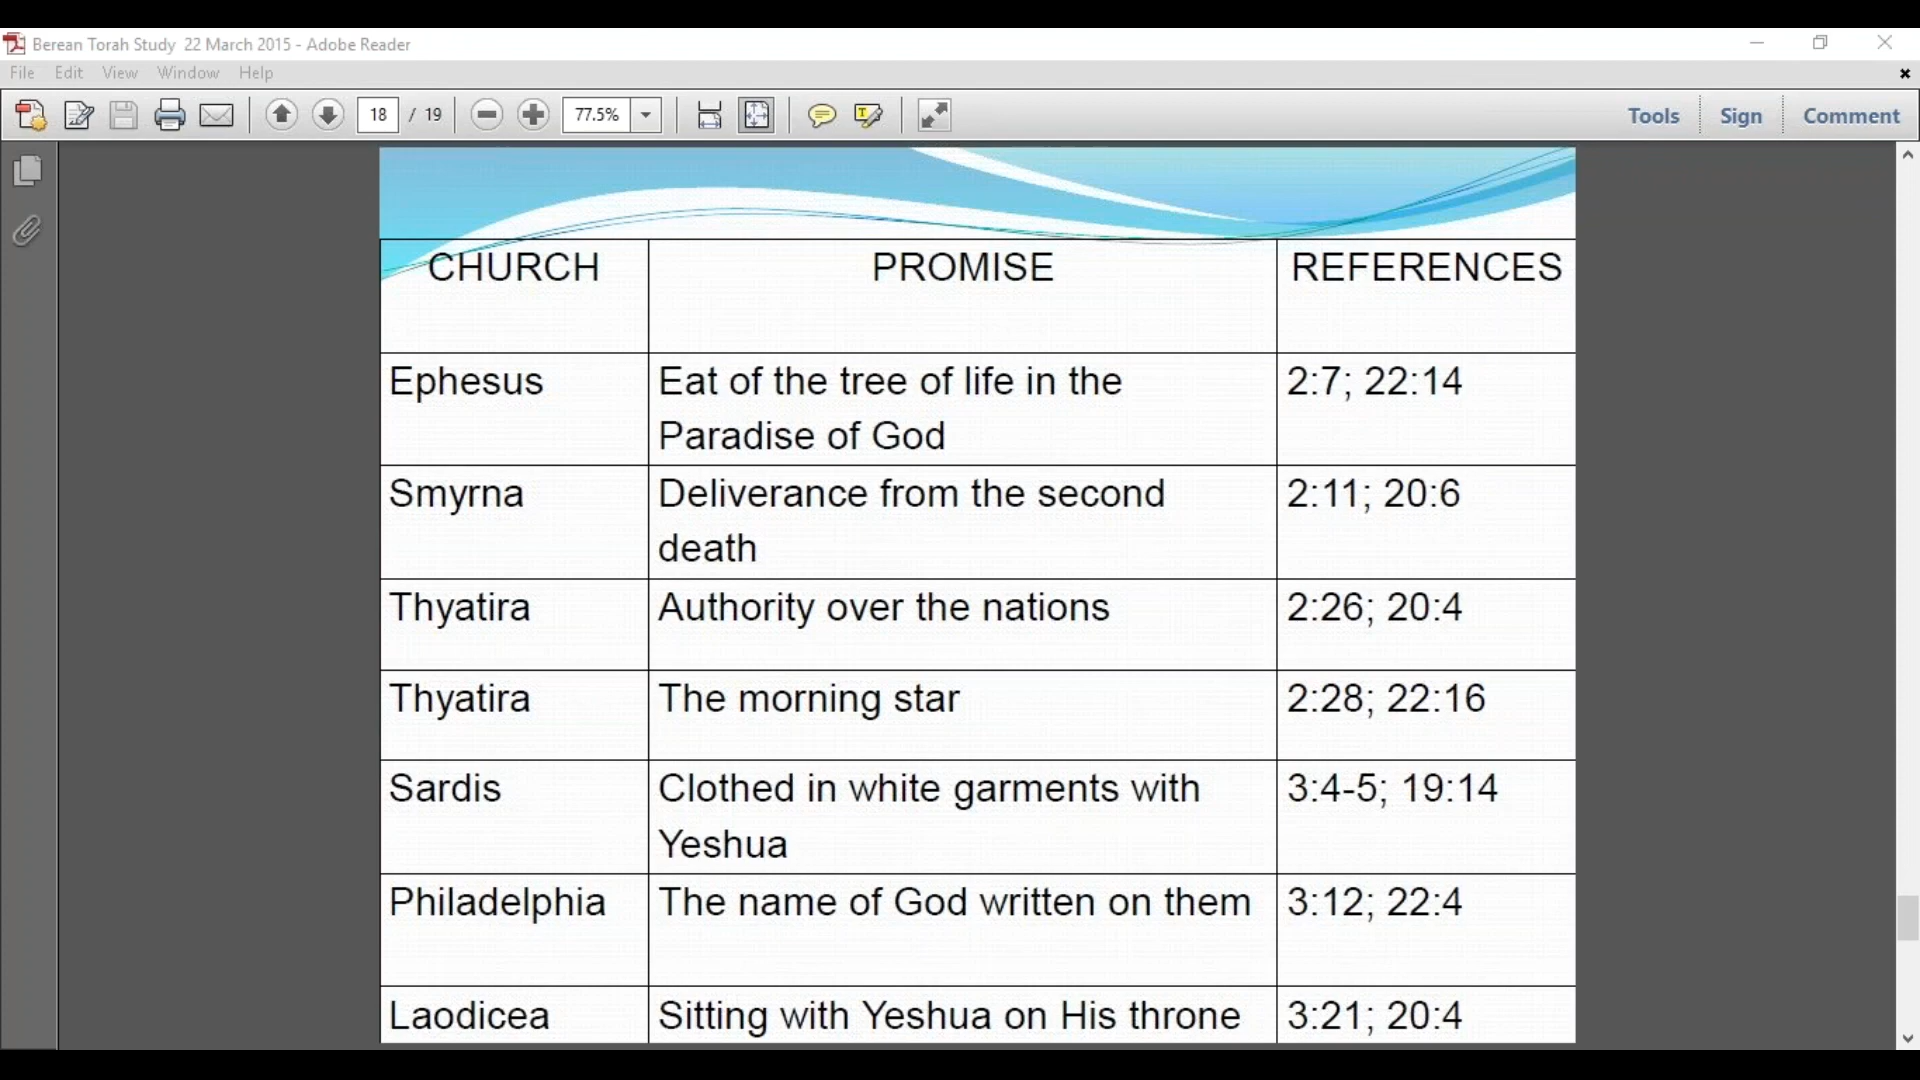 Berean Torah Study  22 March 2015 - Adobe Reader
File Edit View Window Help
18 / 19 77.5% Tools Sign Comment
CHURCH PROMISE REFERENCES
Ephesus Eat of the tree of life in the 2:7; 22:14
Paradise of God
Smyrna Deliverance from the second 2:11; 20:6
death
Thyatira Authority over the nations 2:26; 20:4
Thyatira The morning star 2:28; 22:16
Sardis Clothed in white garments with 3:4-5; 19:14
Yeshua
Philadelphia The name of God written on them 3:12; 22:4
Laodicea Sitting with Yeshua on His throne 3:21; 20:4